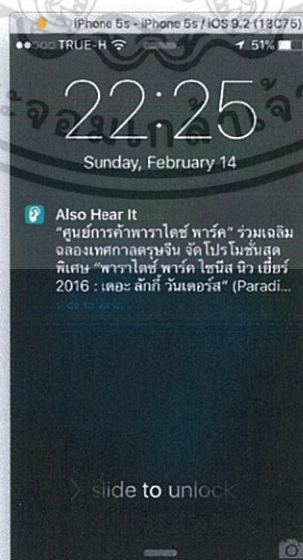 iPhone 5s - iPhone 5s / iOS 9.2 (13C75)
TRUE-H 51%
22:25
Sunday, February 14
Also Hear It
"ศูนย์การค้าพาราไดซ์ พาร์ค" ร่วมเฉลิม
ฉลองเทศกาลตรุษจีน จัดโปรโมชั่นสุด
พิเศษ "พาราไดซ์ พาร์ค ไชนีส นิว เยียร์
2016 : เดอะ ลักกี้ วันเดอร์ส" (Paradi...
slide to view
> slide to unlock